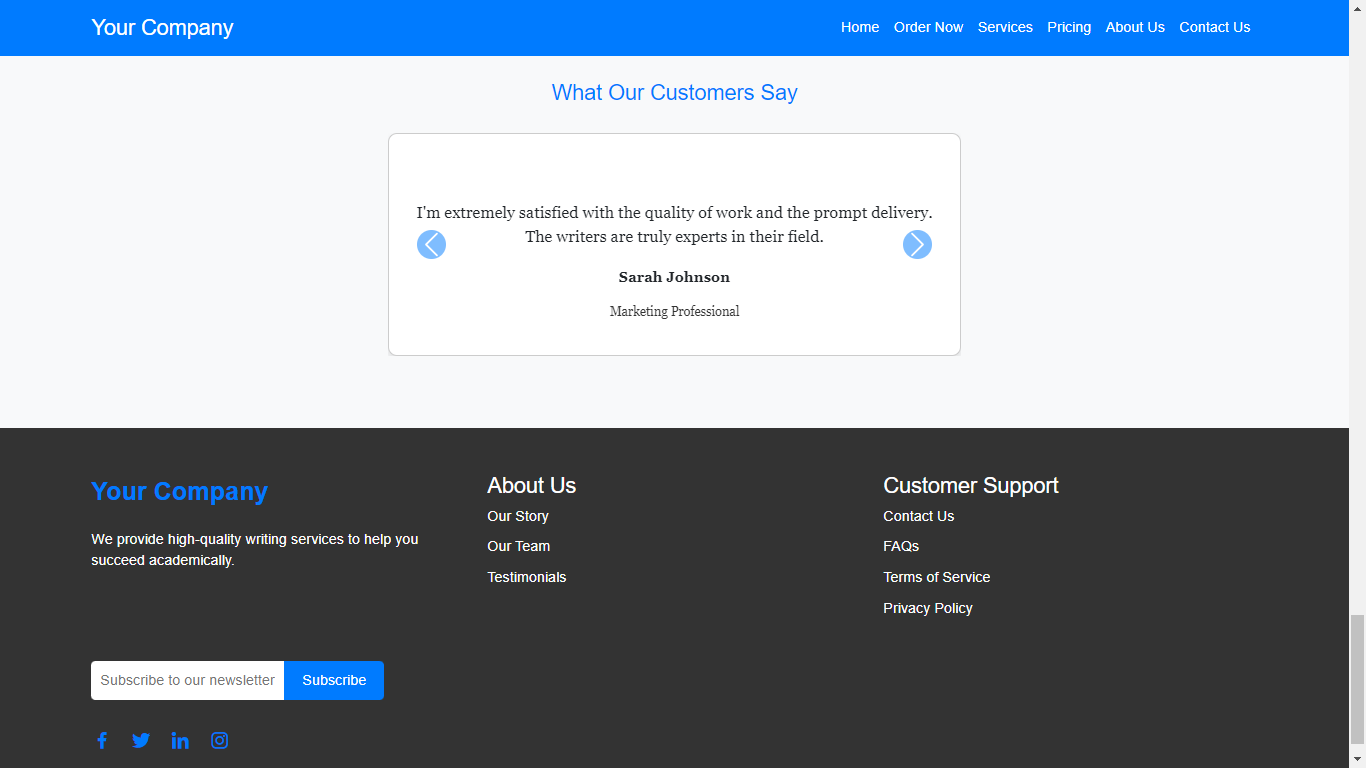 Your Company
Home Order Now Services Pricing About Us Contact Us
What Our Customers Say
I'm extremely satisfied with the quality of work and the prompt delivery.
The writers are truly experts in their field.
Sarah Johnson
Marketing Professional
Your Company
We provide high-quality writing services to help you
succeed academically.
About Us
Our Story
Our Team
Testimonials
Customer Support
Contact Us
FAQs
Terms of Service
Privacy Policy
Subscribe to our newsletter
Subscribe